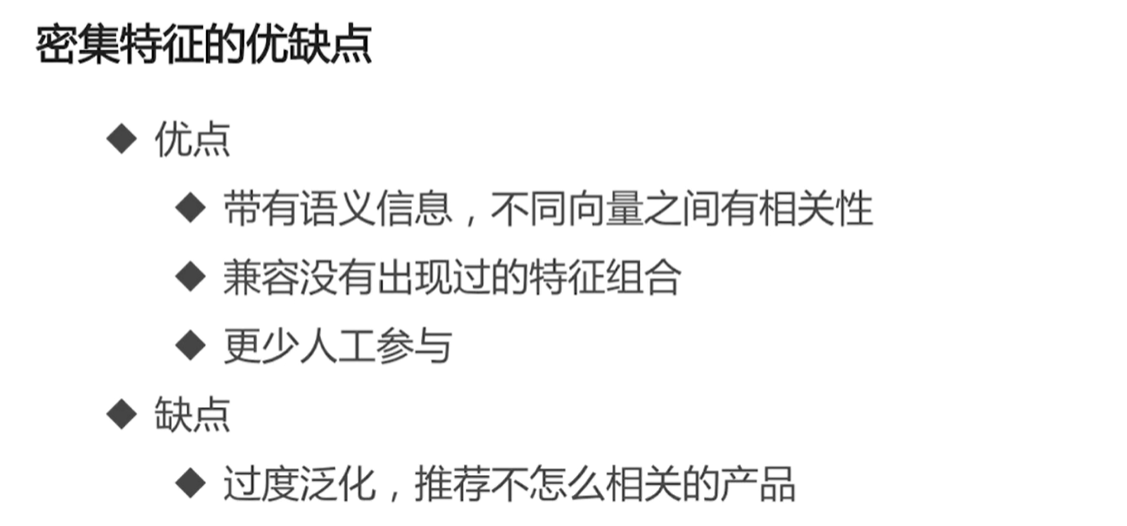 密集特征的优缺点
◆ 优点
◆ 带有语义信息，不同向量之间有相关性
◆ 兼容没有出现过的特征组合
◆ 更少人工参与
◆ 缺点
◆ 过度泛化，推荐不怎么相关的产品